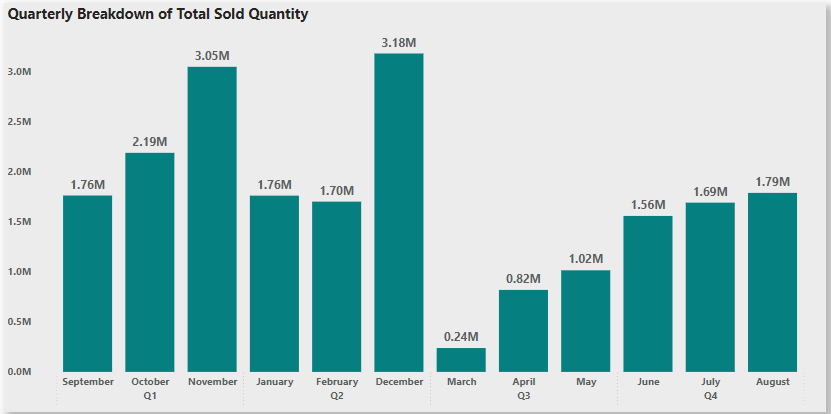 Quarterly Breakdown of Total Sold Quantity
3.0M
2.5M
2.0M
1.5M
1.0M
0.5M
0.0M
1.76M
2.19M
3.05M
1.76M
1.70M
3.18M
0.24M
0.82M
1.02M
1.56M
1.69M
1.79M
September October November January February December March April May June July August
Q1 Q2 Q3 Q4